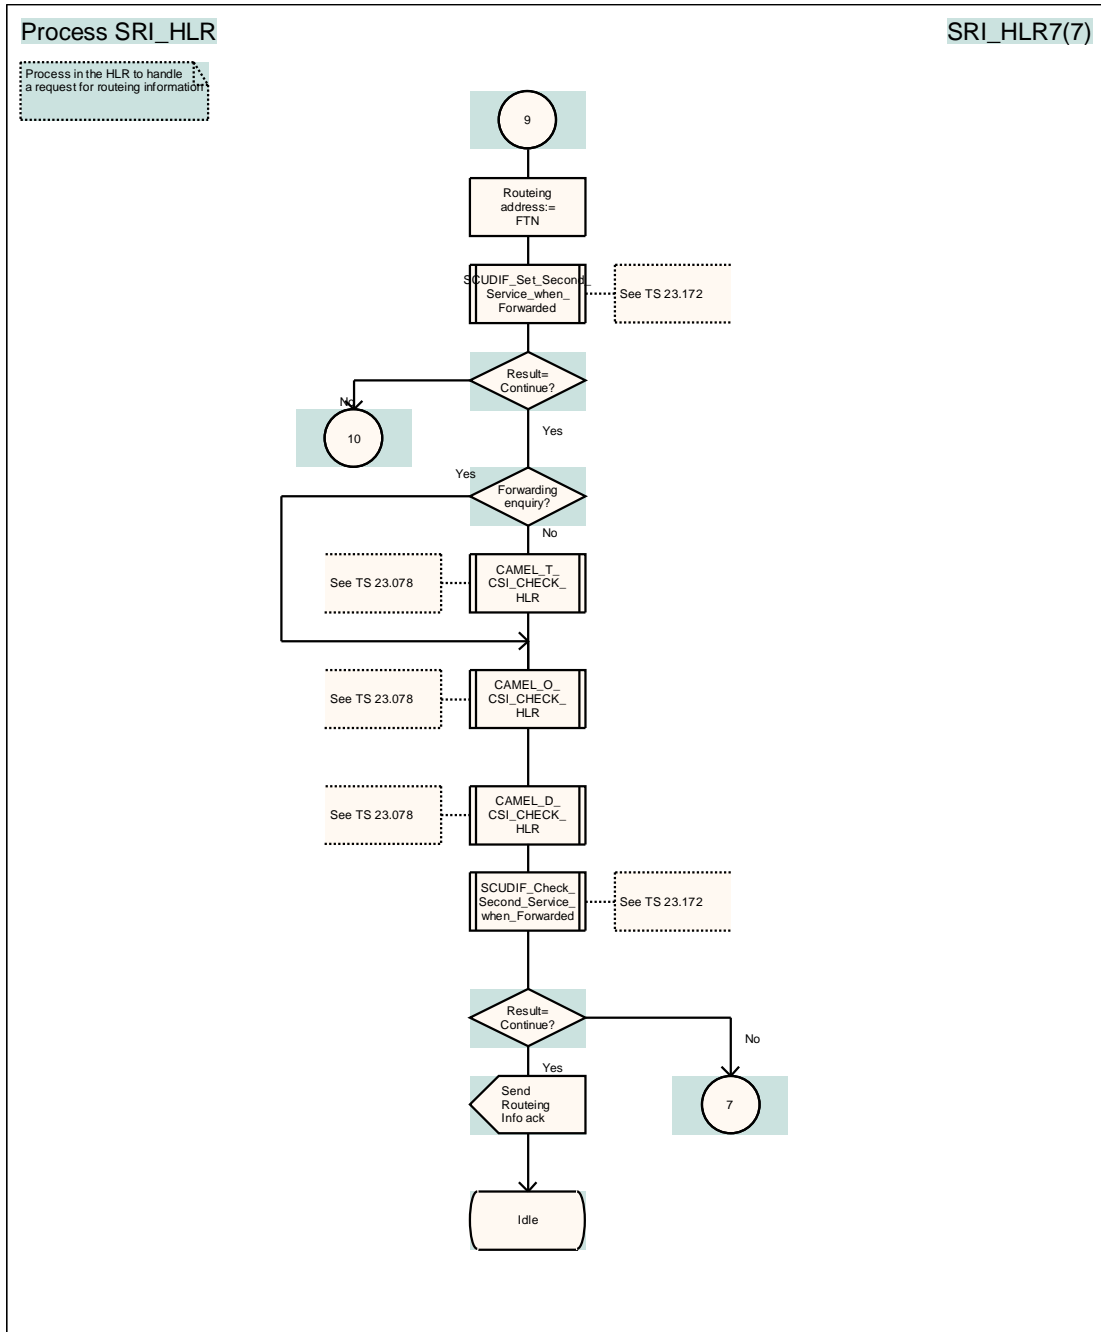 Process SRI_HLR
SRI_HLR7(7)
Process in the HLR to handle
a request for routeing information
9
Routeing
address:=
FTN
SCUDIF_Set_Second_
Service_when_
Forwarded
See TS 23.172
Result=
Continue?
No
10
Yes
Yes
Forwarding
enquiry?
No
See TS 23.078
CAMEL_T_
CSI_CHECK_
HLR
See TS 23.078
CAMEL_O_
CSI_CHECK_
HLR
See TS 23.078
CAMEL_D_
CSI_CHECK_
HLR
SCUDIF_Check_
Second_Service_
when_Forwarded
See TS 23.172
Result=
Continue?
No
Yes
Send
Routeing
Info ack
7
Idle